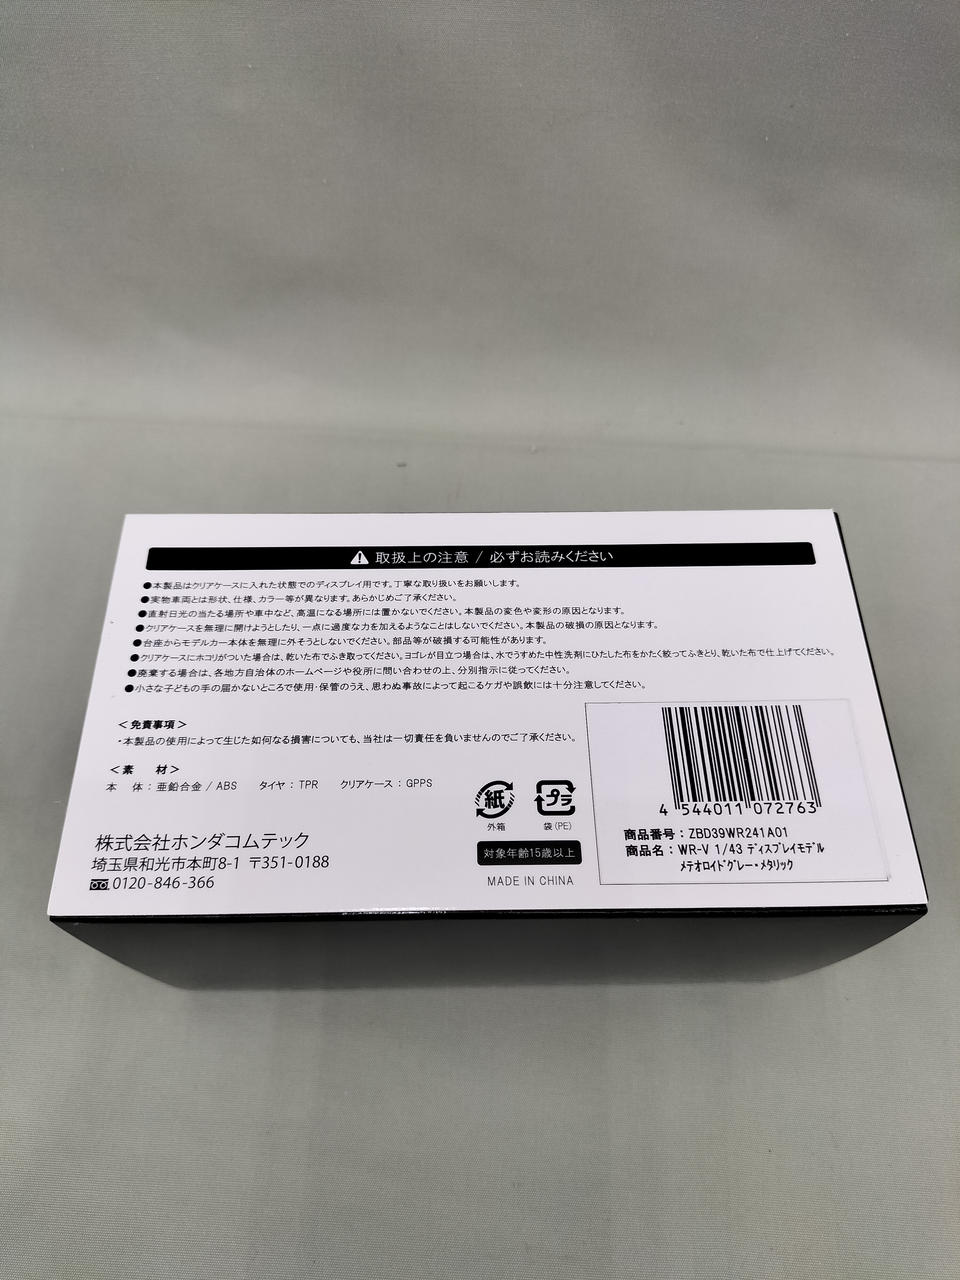 ⚠ 取扱上の注意 / 必ずお読みください
●本製品はクリアケースに入れた状態でのディスプレイ用です。丁寧な取り扱いをお願いします。
●実物車両とは形状、仕様、カラー等が異なります。あらかじめご了承ください。
●直射日光の当たる場所や車中など、高温になる場所には置かないでください。本製品の変色や変形の原因となります。
●クリアケースを無理に開けようとしたり、一点に過度な力を加えるようなことはしないでください。本製品の破損の原因となります。
●台座からモデルカー本体を無理に外そうとしないでください。部品等が破損する可能性があります。
●クリアケースにホコリがついた場合は、乾いた布でふき取ってください。ヨゴレが目立つ場合は、水でうすめた中性洗剤にひたした布をかたく絞ってふきとり、乾いた布で仕上げてください。
●廃棄する場合は、各地方自治体のホームページや役所に問い合わせの上、分別指示に従ってください。
●小さな子どもの手の届かないところで使用・保管のうえ、思わぬ事故によって起こるケガや誤飲には十分注意してください。
＜免責事項＞
・本製品の使用によって生じた如何なる損害についても、当社は一切責任を負いませんのでご了承ください。
＜素 材＞
本 体：亜鉛合金 / ABS タイヤ：TPR クリアケース：GPPS
紙 プラ
外箱 袋(PE)
対象年齢15歳以上
MADE IN CHINA
株式会社ホンダコムテック
埼玉県和光市本町8-1 〒351-0188
0120-846-366
4 544011 072763
商品番号：ZBD39WR241A01
商品名：WR-V 1/43 ディスプレイモデル
メテオロイドグレー・メタリック